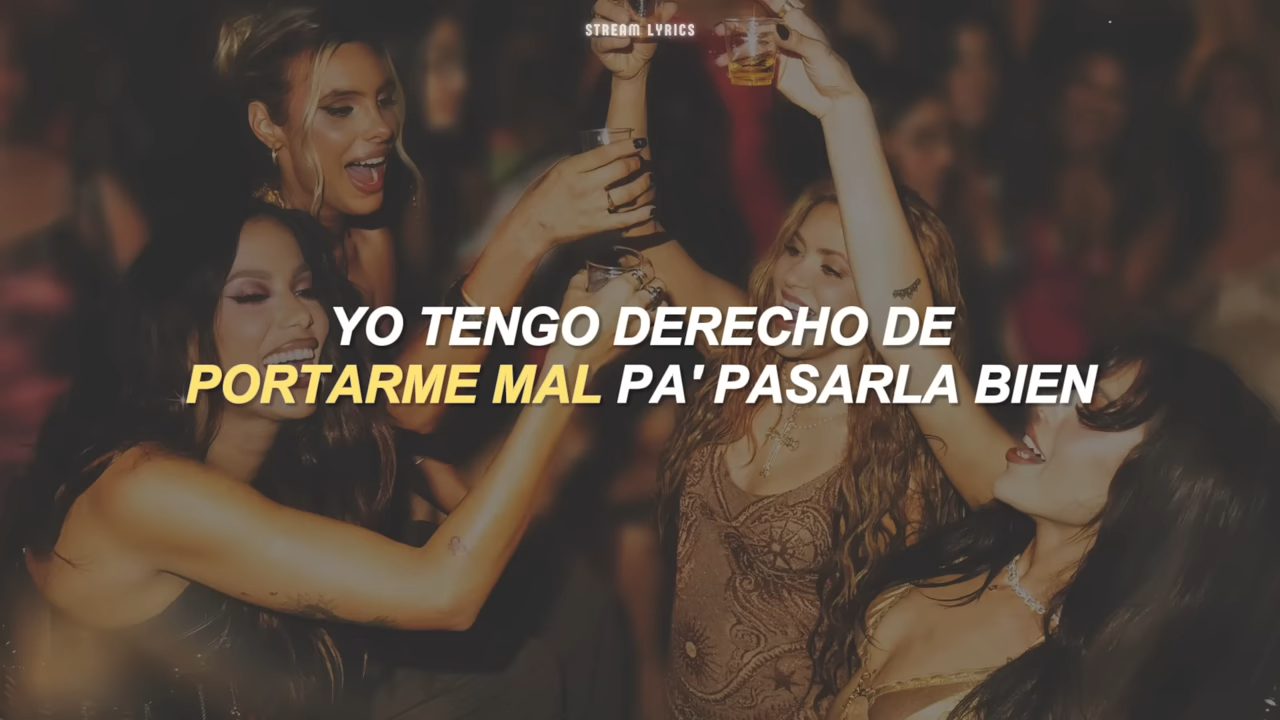 STREAM LYRICS
YO TENGO DERECHO DE
PORTARME MAL PA' PASARLA BIEN